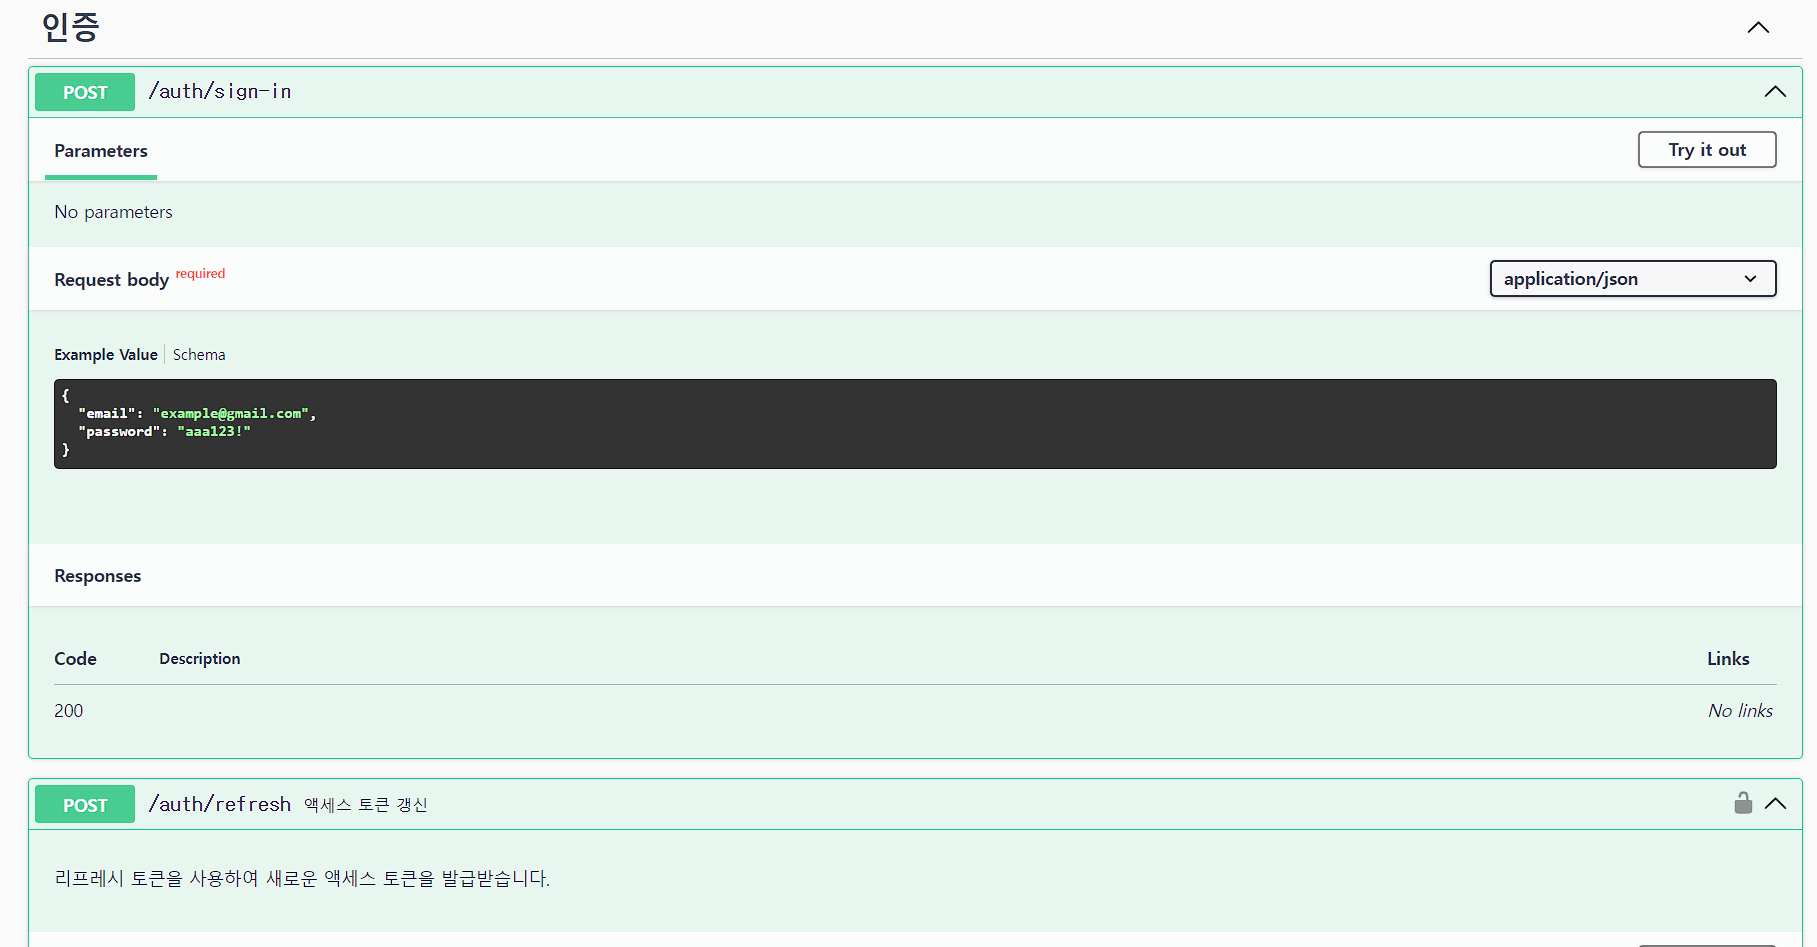 인증
POST /auth/sign-in
Parameters Try it out
No parameters
Request body required application/json
Example Value Schema
{
"email": "example@gmail.com",
"password": "aaa123!"
}
Responses
Code Description Links
200 No links
POST /auth/refresh 액세스 토큰 갱신
리프레시 토큰을 사용하여 새로운 액세스 토큰을 발급받습니다.